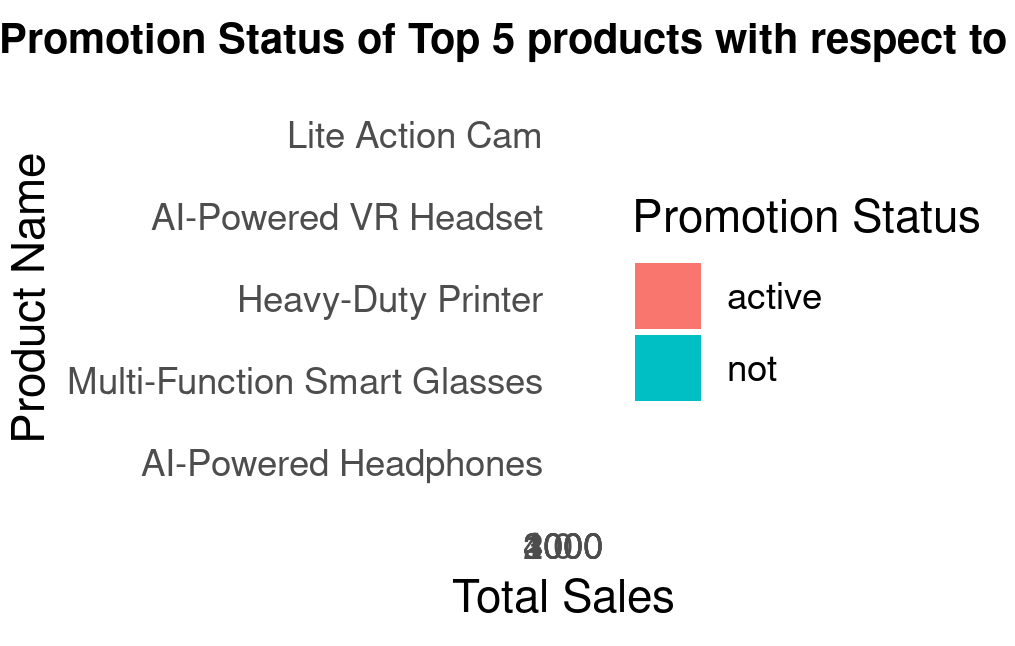 Promotion Status of Top 5 products with respect to
Product Name
Lite Action Cam
AI-Powered VR Headset
Heavy-Duty Printer
Multi-Function Smart Glasses
AI-Powered Headphones
Total Sales
Promotion Status
active
not